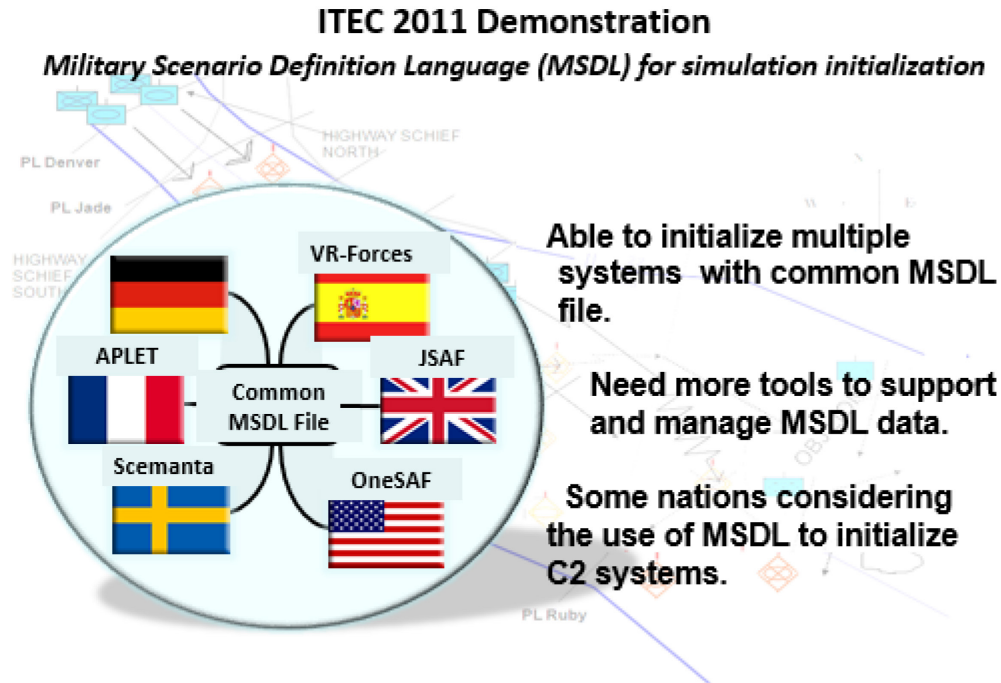 ITEC 2011 Demonstration
Military Scenario Definition Language (MSDL) for simulation initialization
HIGHWAY SCHIEF
NORTH
PL Denver
PL Jade
HIGHWAY
SCHIEF
SOUTH
VR-Forces
APLET
JSAF
Common
MSDL File
Scemanta
OneSAF
Able to initialize multiple
systems with common MSDL
file.
Need more tools to support
and manage MSDL data.
Some nations considering
the use of MSDL to initialize
C2 systems.
W
E
OBJ
PL Ruby